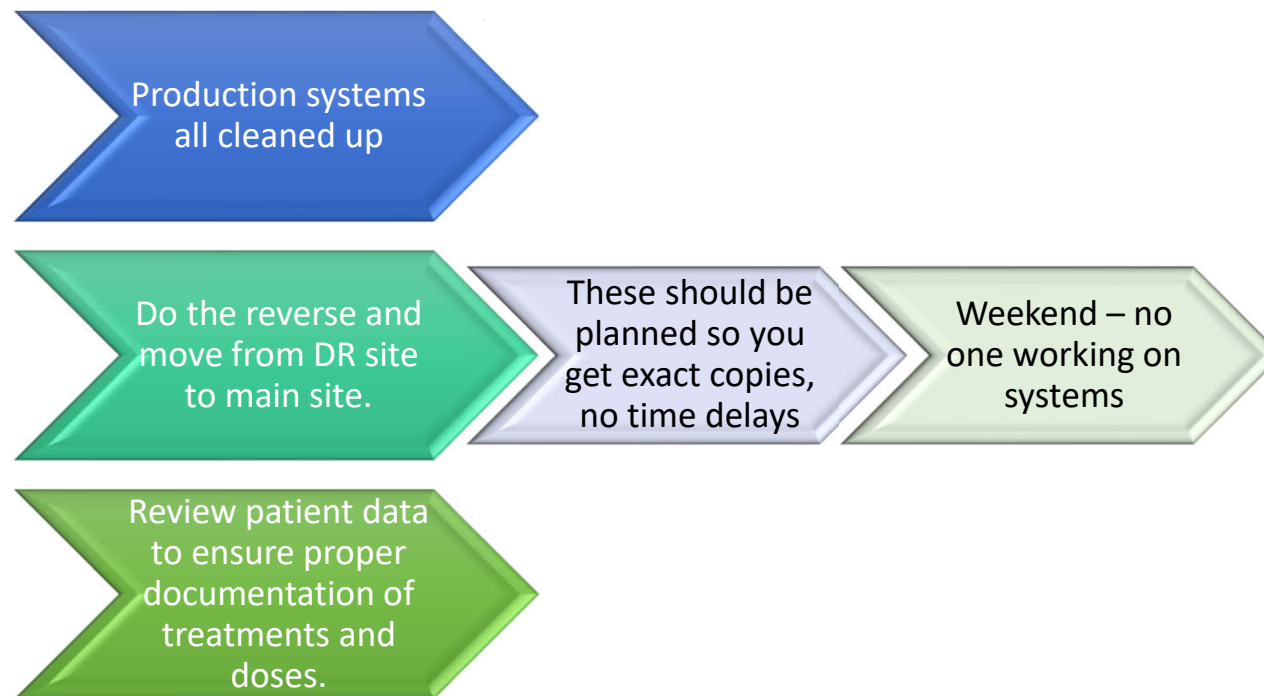 Production systems
all cleaned up
Do the reverse and
move from DR site
to main site.
These should be
planned so you
get exact copies,
no time delays
Weekend – no
one working on
systems
Review patient data
to ensure proper
documentation of
treatments and
doses.